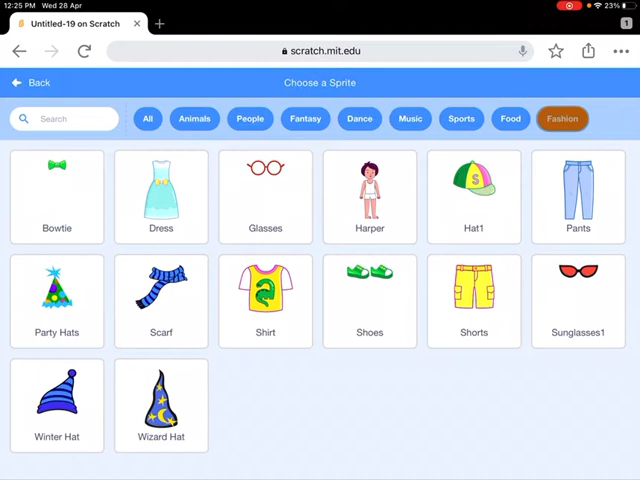 12:25 PM Wed 28 Apr 23%
Untitled-19 on Scratch 1
scratch.mit.edu
Back Choose a Sprite
Search All Animals People Fantasy Dance Music Sports Food Fashion
Bowtie Dress Glasses Harper Hat1 Pants
Party Hats Scarf Shirt Shoes Shorts Sunglasses1
Winter Hat Wizard Hat